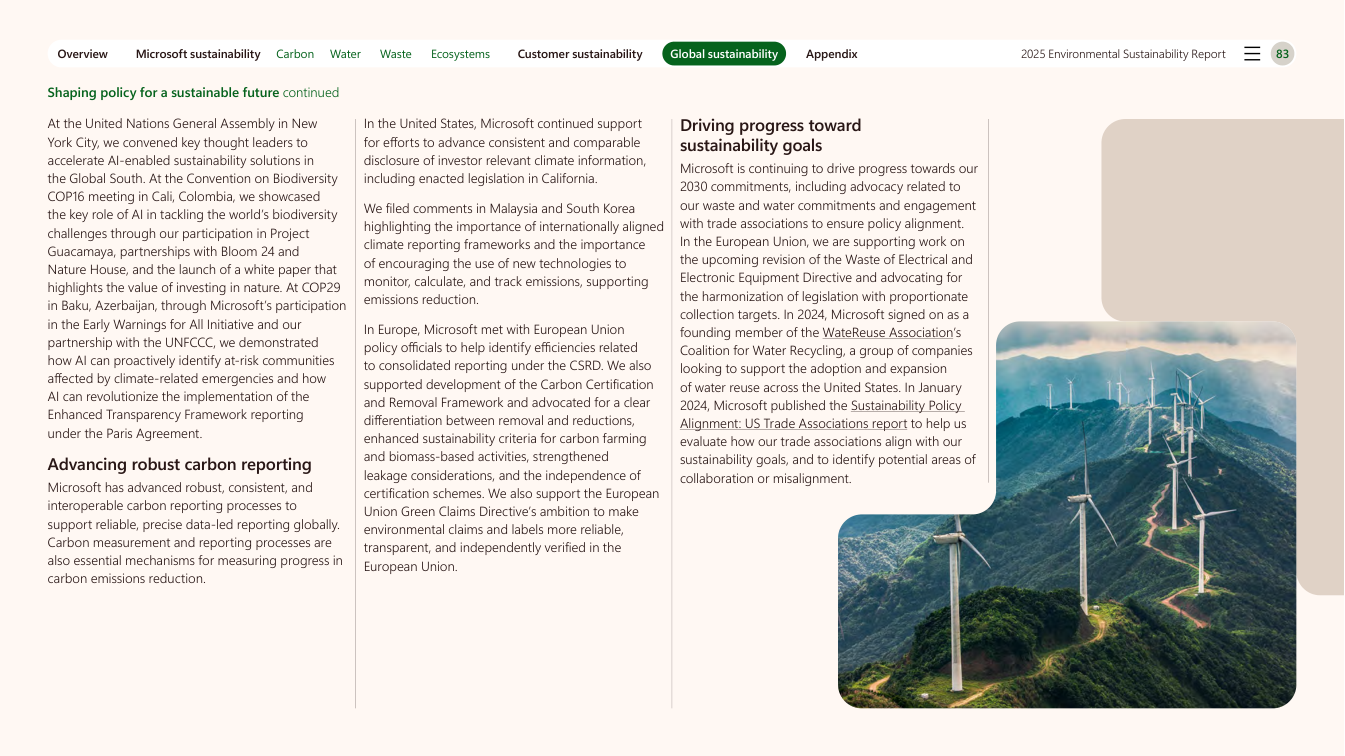 Overview Microsoft sustainability Carbon Water Waste Ecosystems Customer sustainability Global sustainability Appendix 2025 Environmental Sustainability Report 83
Shaping policy for a sustainable future continued
At the United Nations General Assembly in New
York City, we convened key thought leaders to
accelerate AI-enabled sustainability solutions in
the Global South. At the Convention on Biodiversity
COP16 meeting in Cali, Colombia, we showcased
the key role of AI in tackling the world's biodiversity
challenges through our participation in Project
Guacamaya, partnerships with Bloom 24 and
Nature House, and the launch of a white paper that
highlights the value of investing in nature. At COP29
in Baku, Azerbaijan, through Microsoft's participation
in the Early Warnings for All Initiative and our
partnership with the UNFCCC, we demonstrated
how AI can proactively identify at-risk communities
affected by climate-related emergencies and how
AI can revolutionize the implementation of the
Enhanced Transparency Framework reporting
under the Paris Agreement.
Advancing robust carbon reporting
Microsoft has advanced robust, consistent, and
interoperable carbon reporting processes to
support reliable, precise data-led reporting globally.
Carbon measurement and reporting processes are
also essential mechanisms for measuring progress in
carbon emissions reduction.
In the United States, Microsoft continued support
for efforts to advance consistent and comparable
disclosure of investor relevant climate information,
including enacted legislation in California.
We filed comments in Malaysia and South Korea
highlighting the importance of internationally aligned
climate reporting frameworks and the importance
of encouraging the use of new technologies to
monitor, calculate, and track emissions, supporting
emissions reduction.
In Europe, Microsoft met with European Union
policy officials to help identify efficiencies related
to consolidated reporting under the CSRD. We also
supported development of the Carbon Certification
and Removal Framework and advocated for a clear
differentiation between removal and reductions,
enhanced sustainability criteria for carbon farming
and biomass-based activities, strengthened
leakage considerations, and the independence of
certification schemes. We also support the European
Union Green Claims Directive's ambition to make
environmental claims and labels more reliable,
transparent, and independently verified in the
European Union.
Driving progress toward
sustainability goals
Microsoft is continuing to drive progress towards our
2030 commitments, including advocacy related to
our waste and water commitments and engagement
with trade associations to ensure policy alignment.
In the European Union, we are supporting work on
the upcoming revision of the Waste of Electrical and
Electronic Equipment Directive and advocating for
the harmonization of legislation with proportionate
collection targets. In 2024, Microsoft signed on as a
founding member of the WateReuse Association's
Coalition for Water Recycling, a group of companies
looking to support the adoption and expansion
of water reuse across the United States. In January
2024, Microsoft published the Sustainability Policy
Alignment: US Trade Associations report to help us
evaluate how our trade associations align with our
sustainability goals, and to identify potential areas of
collaboration or misalignment.